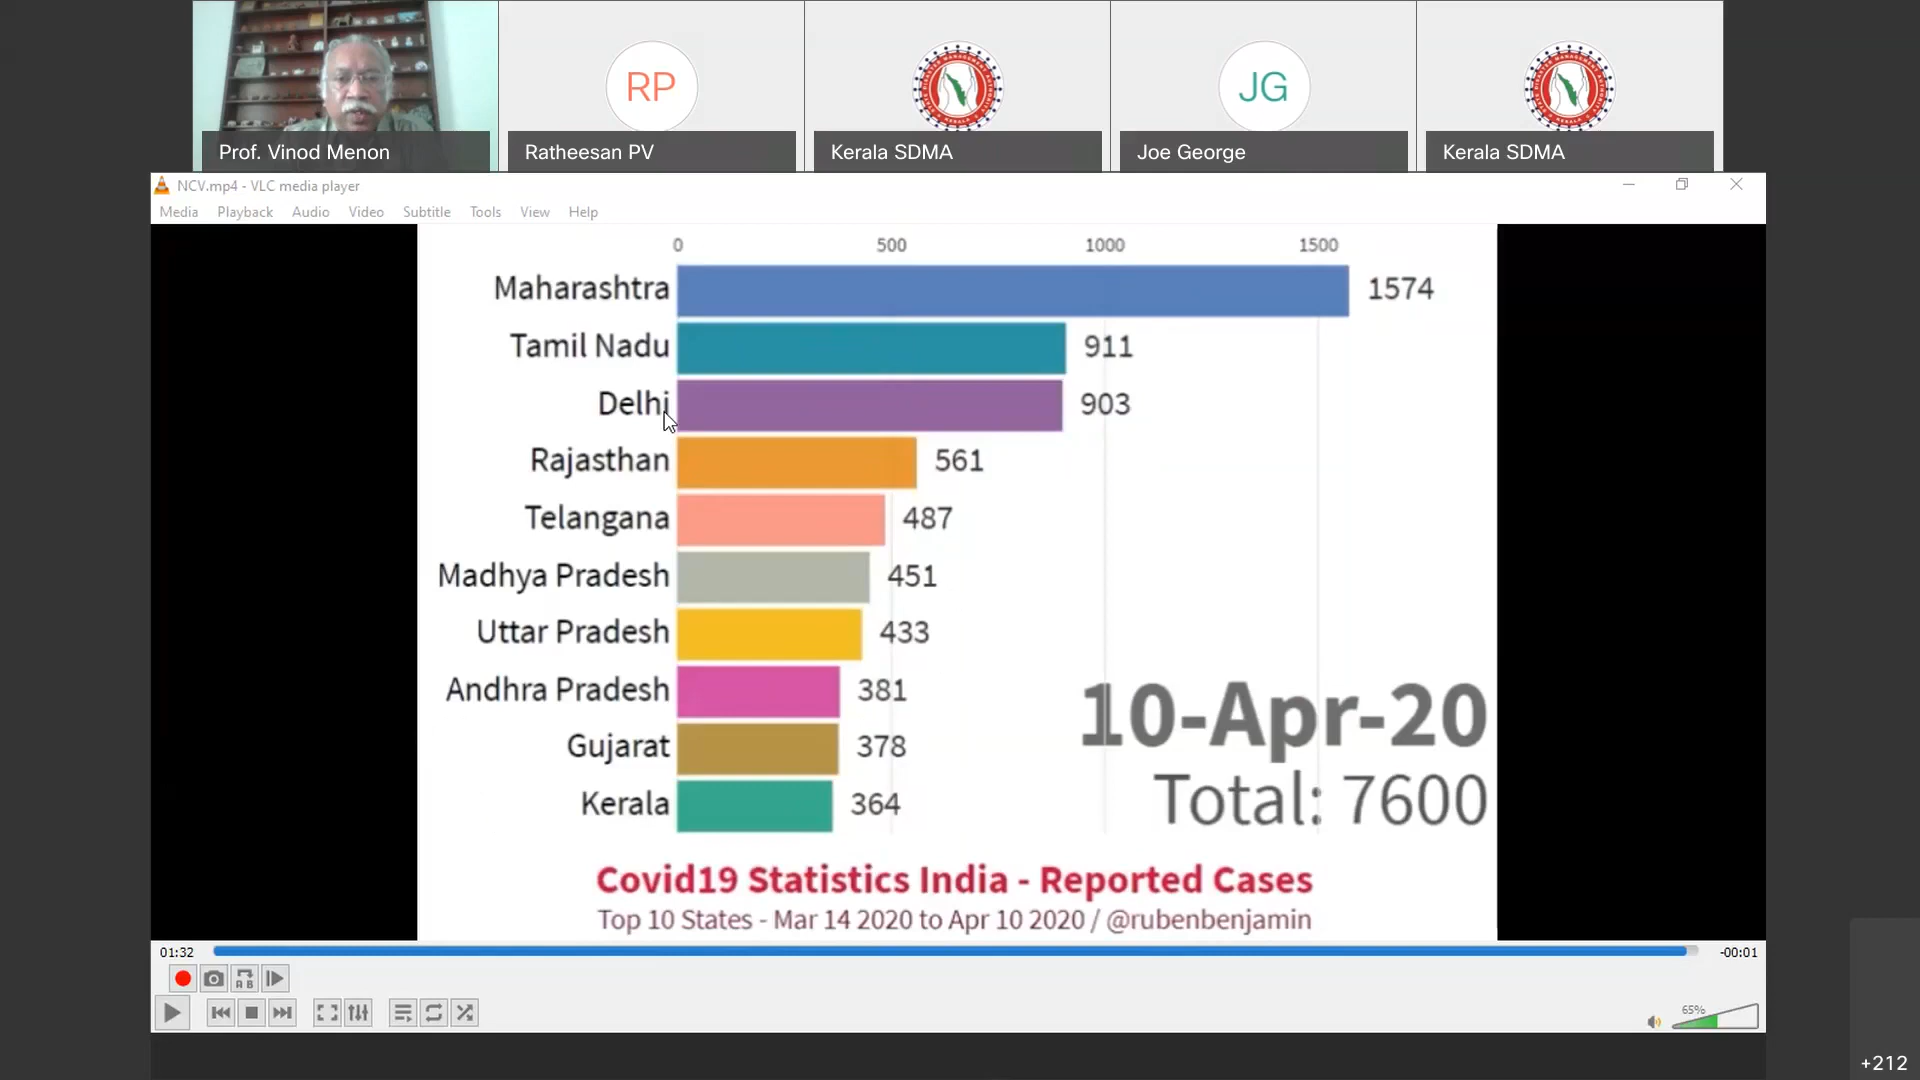 RP
JG
Prof. Vinod Menon
Ratheesan PV
Kerala SDMA
Joe George
Kerala SDMA
NCV.mp4 - VLC media player
Media Playback Audio Video Subtitle Tools View Help
0 500 1000 1500
Maharashtra 1574
Tamil Nadu 911
Delhi 903
Rajasthan 561
Telangana 487
Madhya Pradesh 451
Uttar Pradesh 433
Andhra Pradesh 381
Gujarat 378
Kerala 364
10-Apr-20
Total: 7600
Covid19 Statistics India - Reported Cases
Top 10 States - Mar 14 2020 to Apr 10 2020 / @rubenbenjamin
01:32
-00:01
A B
65%
+212